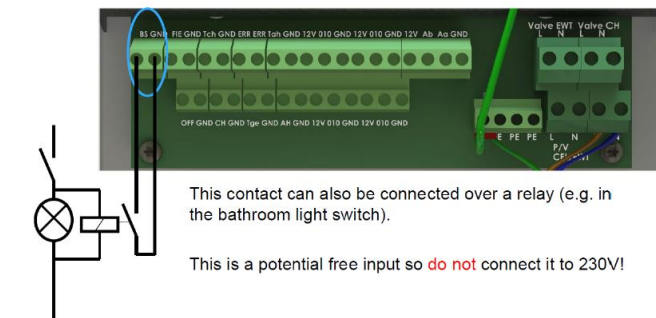 Valve EWT Valve CH
L N L N
BS GND FIE GND Tch GND ERR ERR Tah GND 12V 010 GND 12V 010 GND 12V Ab Aa GND
OFF GND CH GND Tge GND AH GND 12V 010 GND 12V 010 GND
E PE PE L N N
P/V
This contact can also be connected over a relay (e.g. in
the bathroom light switch).
This is a potential free input so do not connect it to 230V!